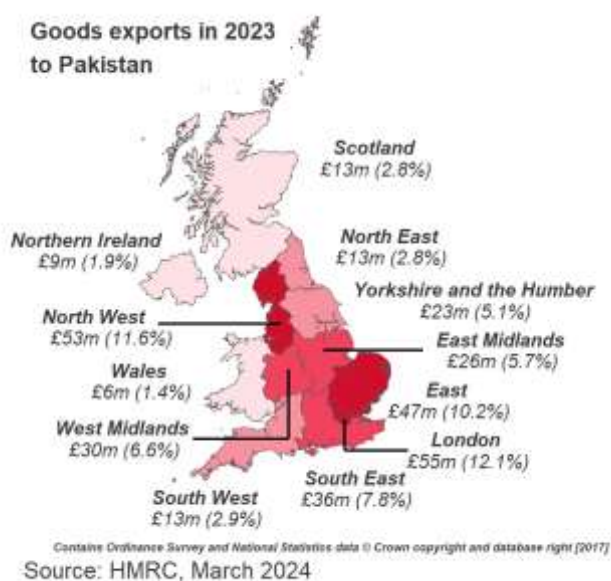 Goods exports in 2023
to Pakistan
Scotland
£13m (2.8%)
Northern Ireland
£9m (1.9%)
North East
£13m (2.8%)
Yorkshire and the Humber
£23m (5.1%)
North West
£53m (11.6%)
East Midlands
£26m (5.7%)
Wales
£6m (1.4%)
East
£47m (10.2%)
West Midlands
£30m (6.6%)
London
£55m (12.1%)
South East
£36m (7.8%)
South West
£13m (2.9%)
Contains Ordinance Survey and National Statistics data © Crown copyright and database right [2017]
Source: HMRC, March 2024